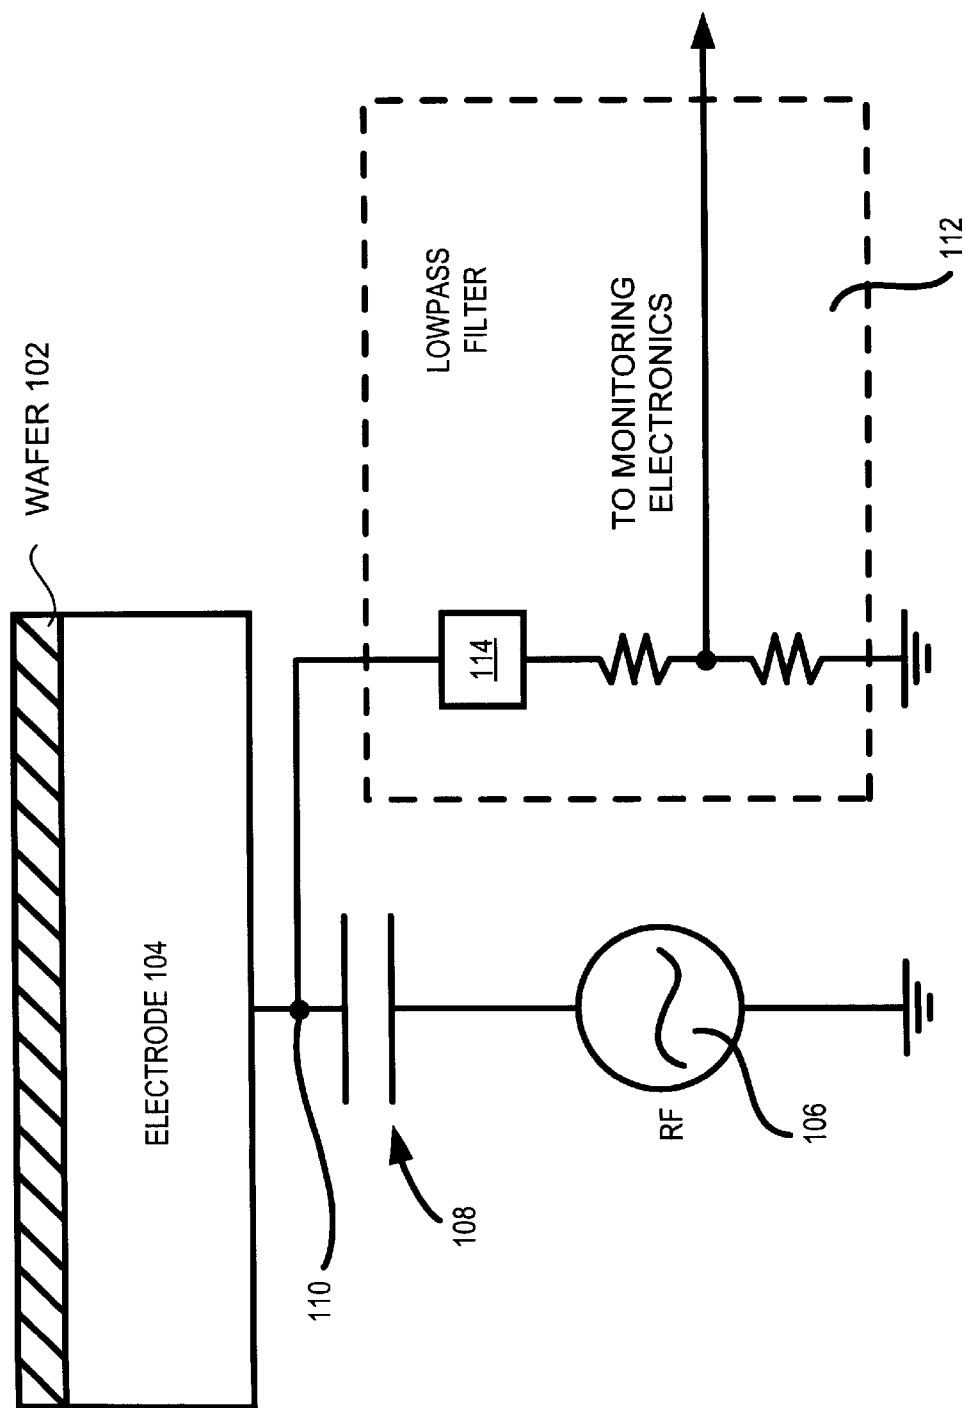 WAFER 102
ELECTRODE 104
110
108
RF
106
114
LOWPASS
FILTER
TO MONITORING
ELECTRONICS
112